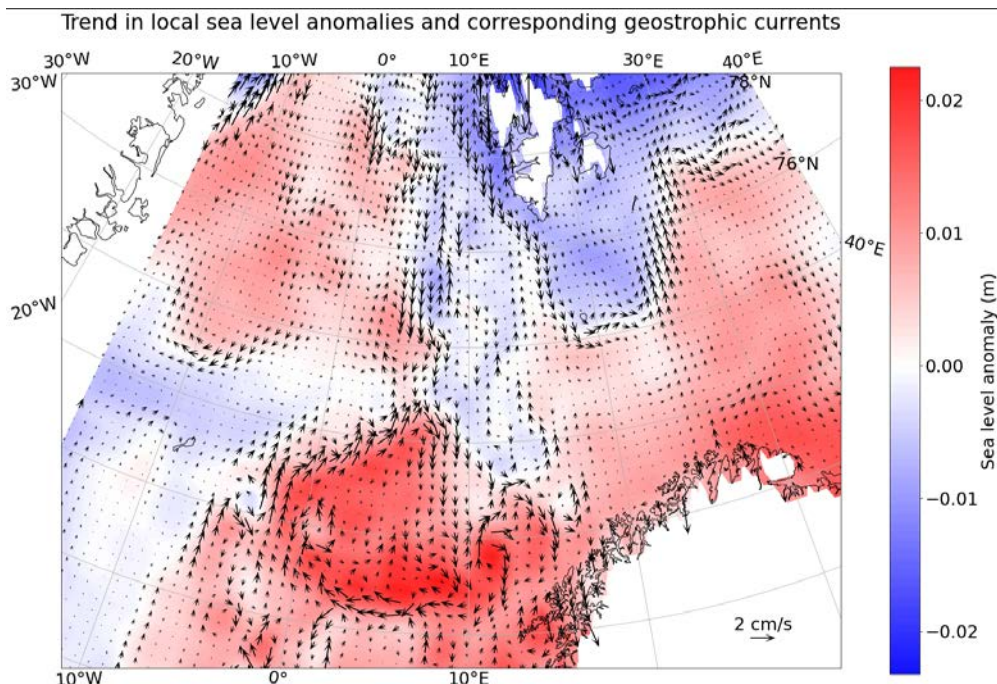 Trend in local sea level anomalies and corresponding geostrophic currents
30°W 20°W 10°W 0° 10°E 30°E 40°E
30°W
78°N
0.02
76°N
0.01
40°E
20°W
0.00
Sea level anomaly (m)
−0.01
2 cm/s
−0.02
10°W 0° 10°E